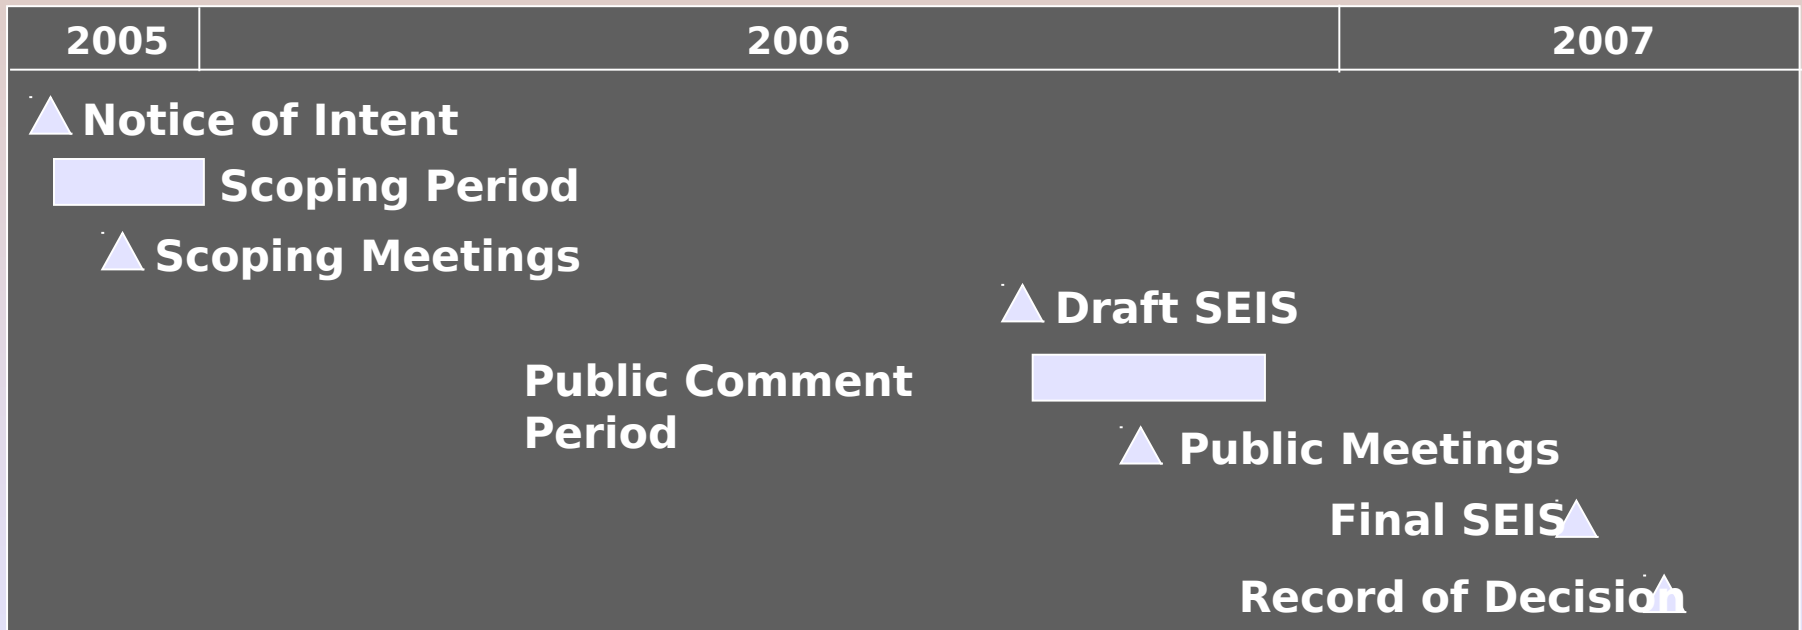 2005 2006 2007
Notice of Intent
Scoping Period
Scoping Meetings
Draft SEIS
Public Comment
Period
Public Meetings
Final SEIS
Record of Decision